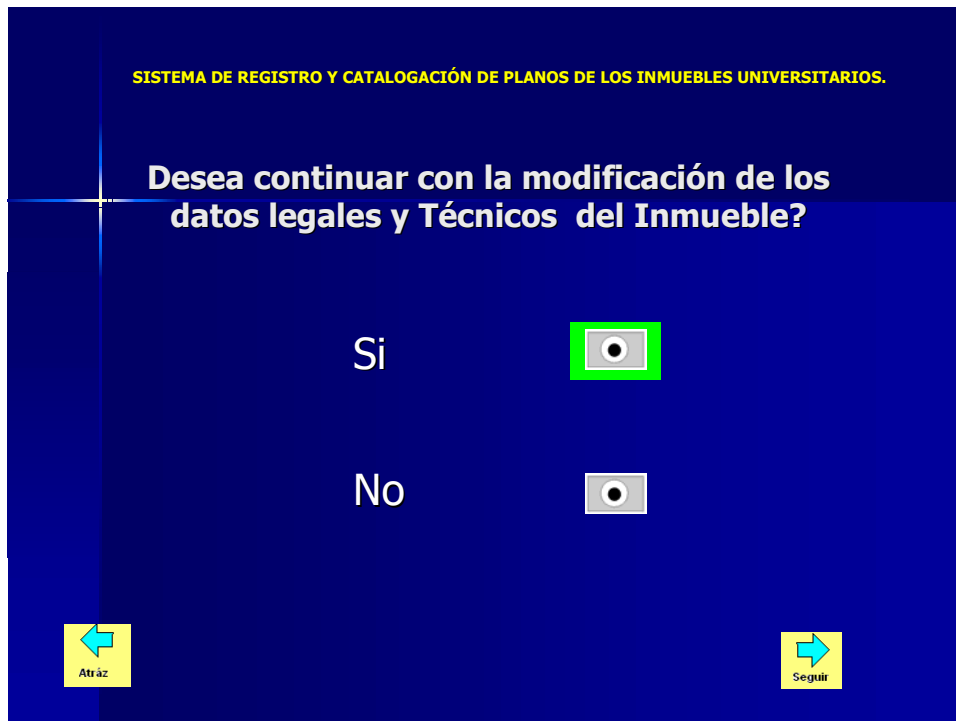 SISTEMA DE REGISTRO Y CATALOGACIÓN DE PLANOS DE LOS INMUEBLES UNIVERSITARIOS.
Desea continuar con la modificación de los
datos legales y Técnicos  del Inmueble?
Si
No
Atráz
Seguir